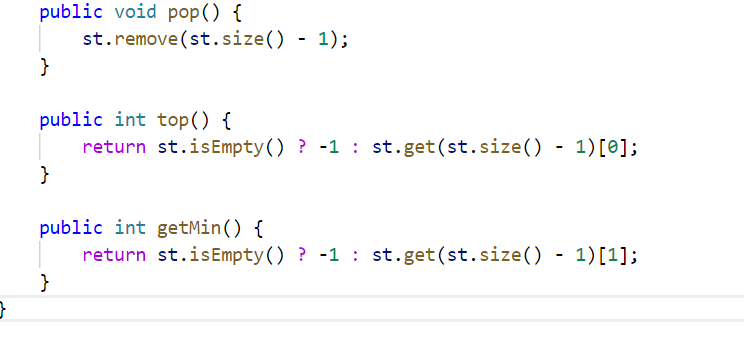 public void pop() {
st.remove(st.size() - 1);
}
public int top() {
return st.isEmpty() ? -1 : st.get(st.size() - 1)[0];
}
public int getMin() {
return st.isEmpty() ? -1 : st.get(st.size() - 1)[1];
}
}